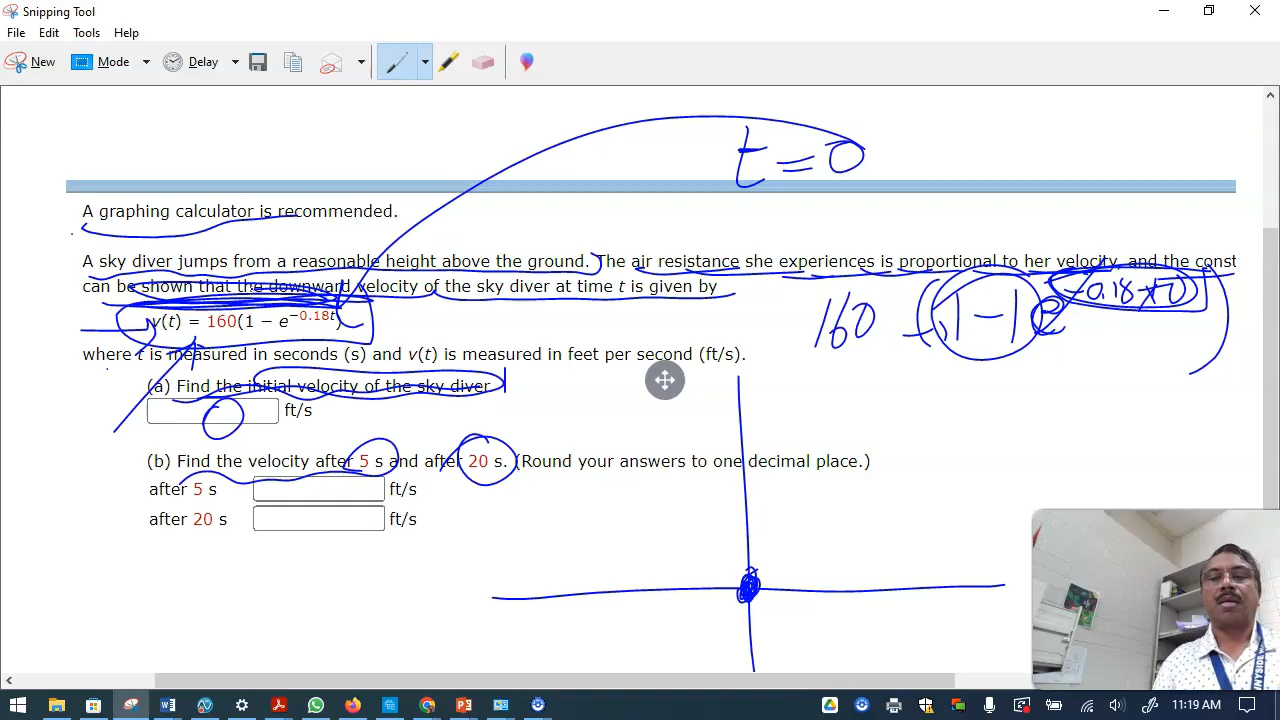 Snipping Tool
File Edit Tools Help
New Mode Delay
t = 0
A graphing calculator is recommended.
A sky diver jumps from a reasonable height above the ground. The air resistance she experiences is proportional to her velocity, and the const
can be shown that the downward velocity of the sky diver at time t is given by
v(t) = 160(1 − e^−0.18t)
160 (1 − 1 e −0.18×0)
where t is measured in seconds (s) and v(t) is measured in feet per second (ft/s).
(a) Find the initial velocity of the sky diver
0 ft/s
(b) Find the velocity after 5 s and after 20 s. (Round your answers to one decimal place.)
after 5 s ft/s
after 20 s ft/s
11:19 AM